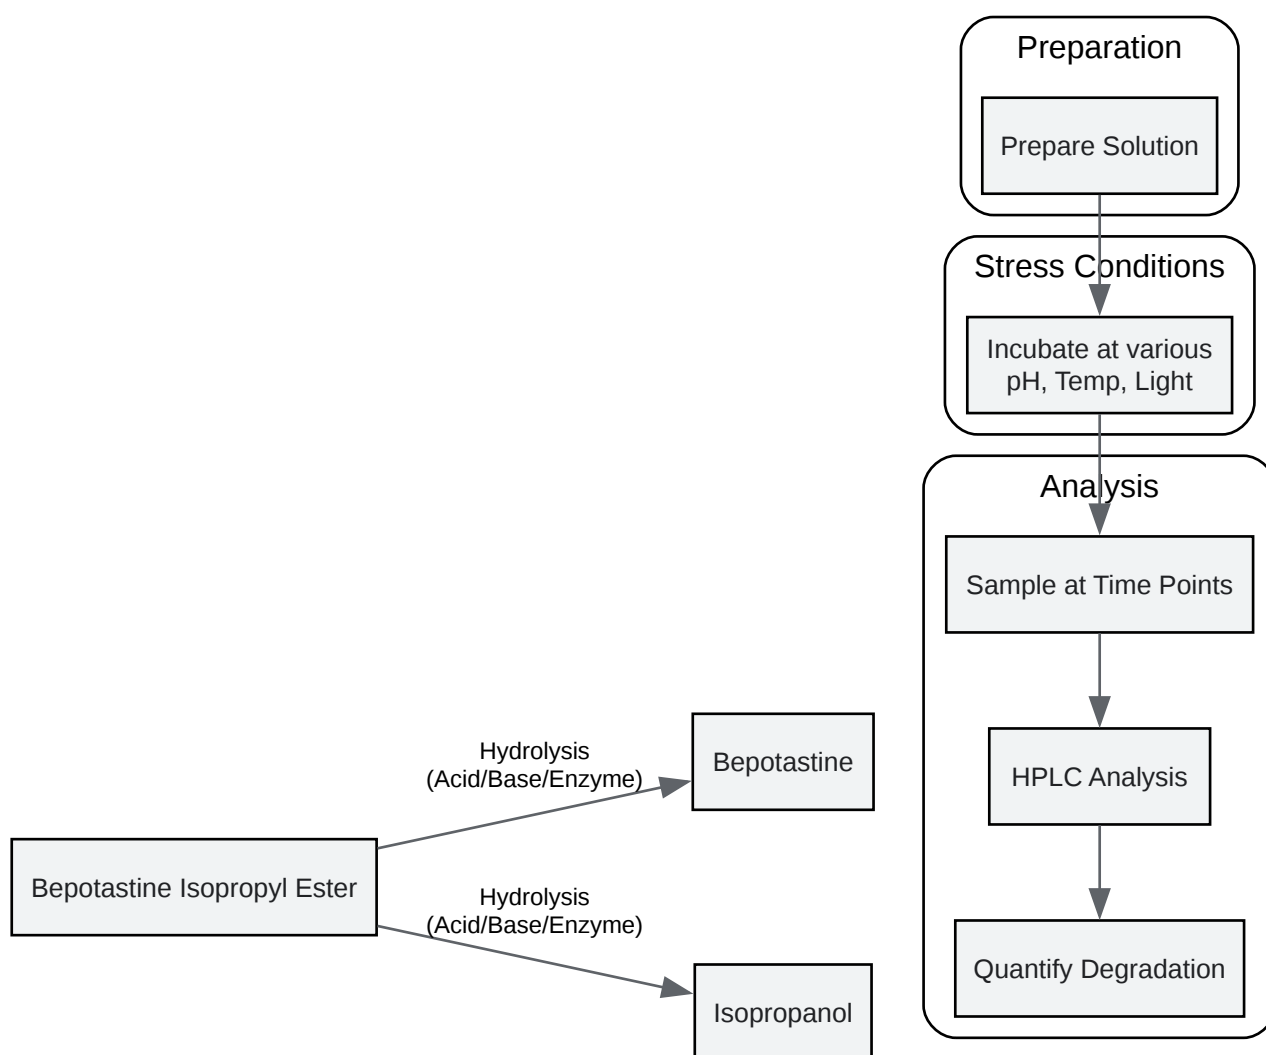 Preparation
Prepare Solution
Stress Conditions
Incubate at various
pH, Temp, Light
Analysis
Sample at Time Points
HPLC Analysis
Quantify Degradation
Bepotastine Isopropyl Ester
Hydrolysis
(Acid/Base/Enzyme)
Bepotastine
Hydrolysis
(Acid/Base/Enzyme)
Isopropanol